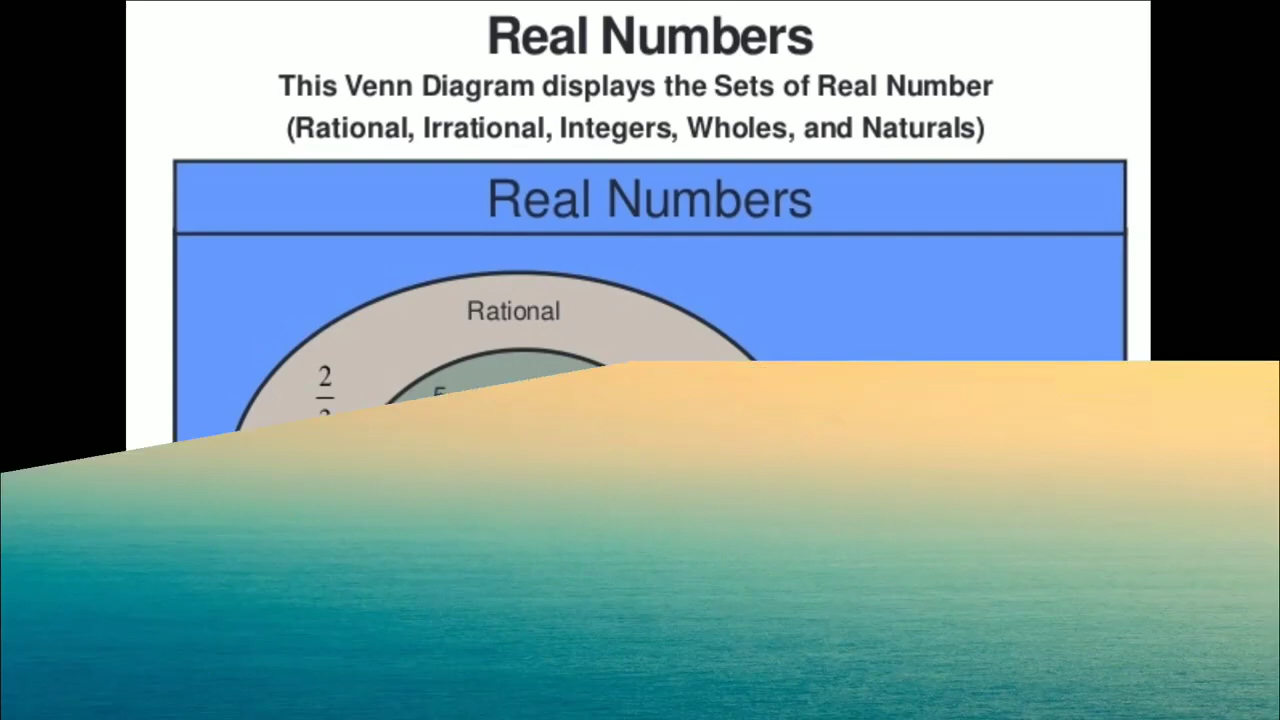 Real Numbers
This Venn Diagram displays the Sets of Real Number
(Rational, Irrational, Integers, Wholes, and Naturals)
Real Numbers
Rational
2